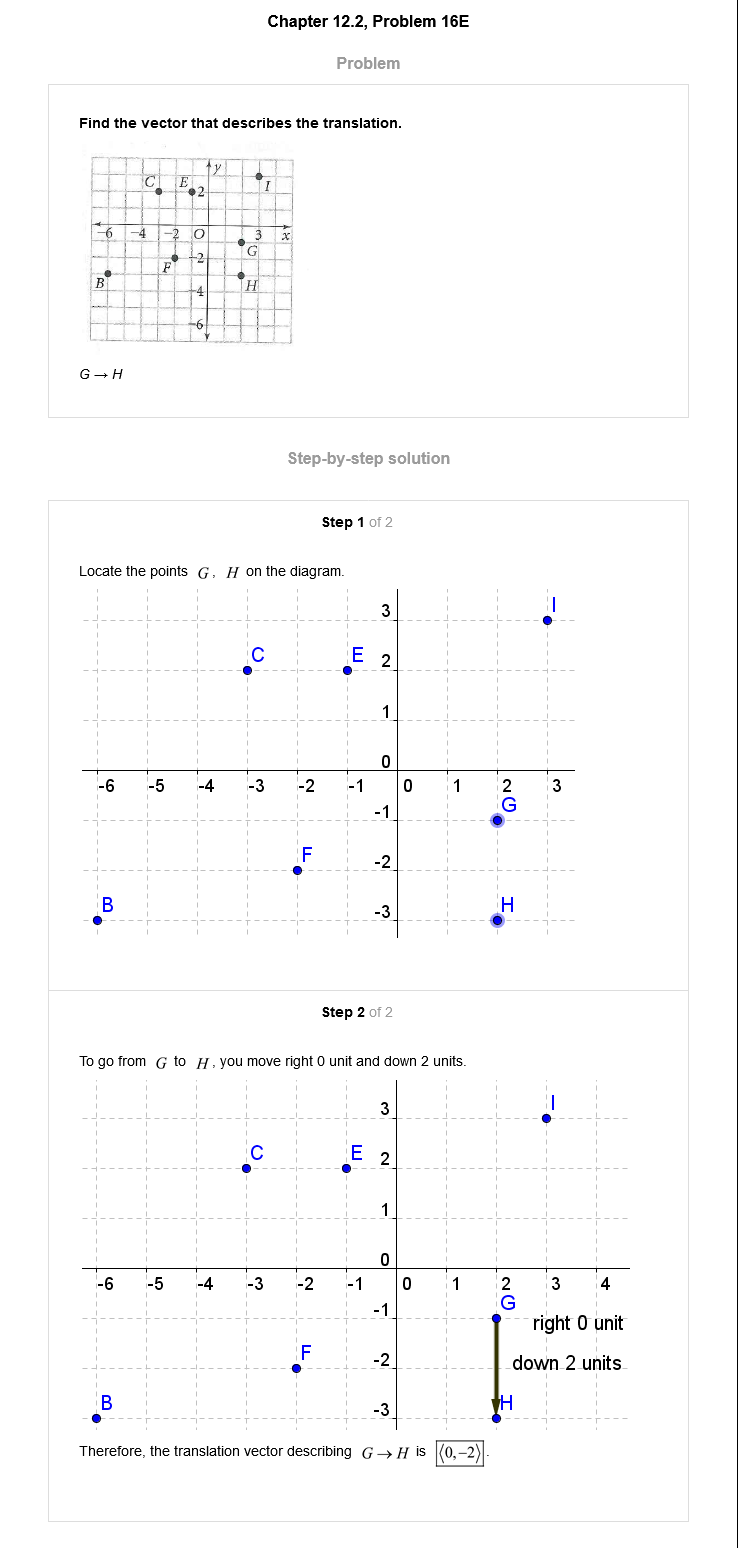 Chapter 12.2, Problem 16E
Problem
Find the vector that describes the translation.
y
C E 2 I
-6 -4 -2 O 3 x
G
F -2
B -4 H
-6
G → H
Step-by-step solution
Step 1 of 2
Locate the points G, H on the diagram.
I
3
C E 2
1
0
-6 -5 -4 -3 -2 -1 0 1 2 3
-1 G
F -2
B -3 H
Step 2 of 2
To go from G to H, you move right 0 unit and down 2 units.
I
3
C E 2
1
0
-6 -5 -4 -3 -2 -1 0 1 2 3 4
-1 G
right 0 unit
F -2 down 2 units
B -3 H
Therefore, the translation vector describing G → H is ⟨0,−2⟩.